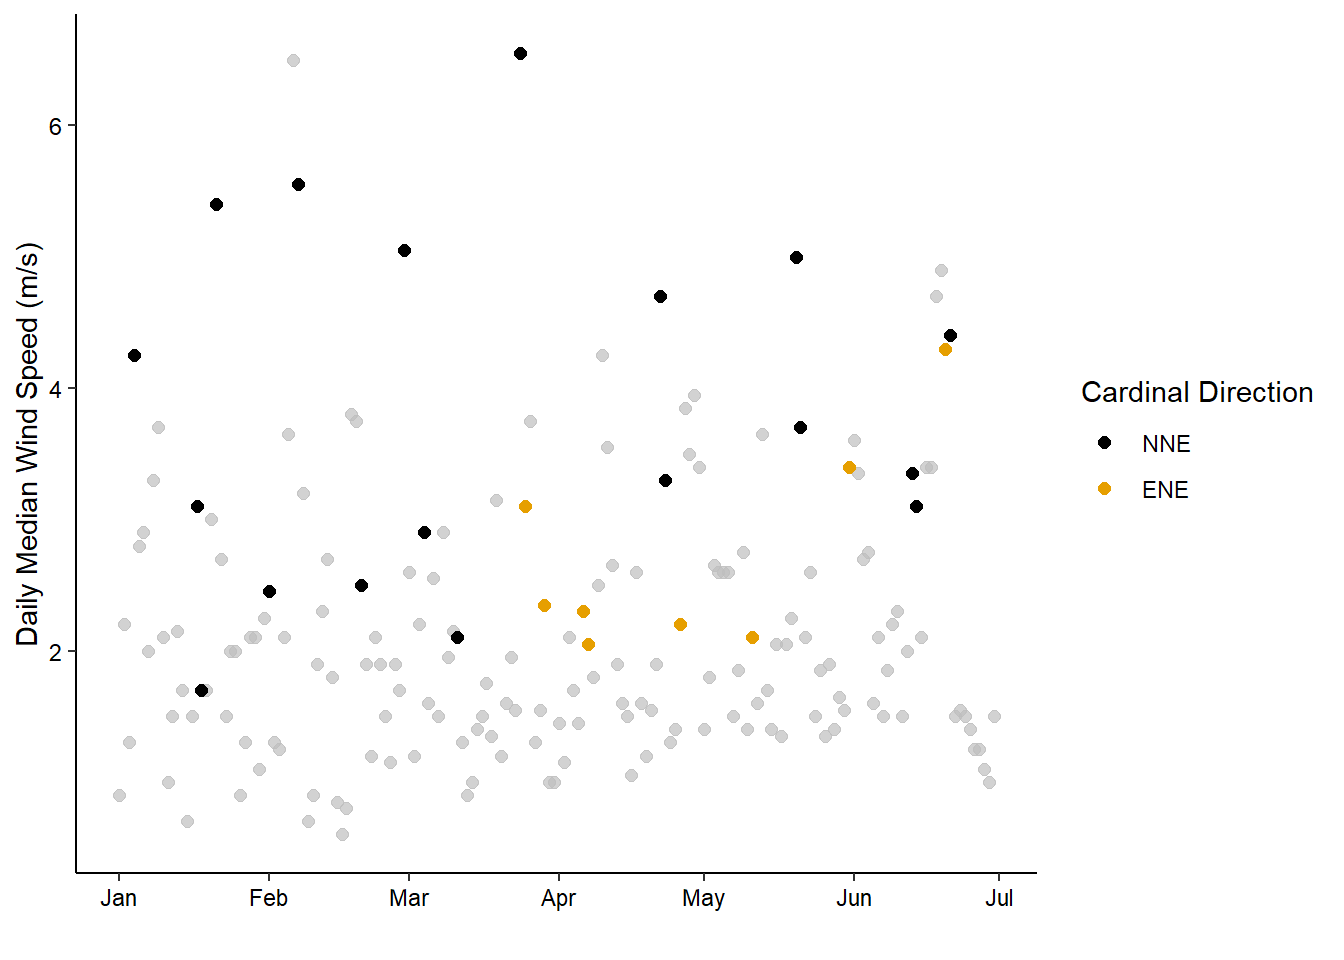 Daily Median Wind Speed (m/s)
6
4
2
Jan Feb Mar Apr May Jun Jul
Cardinal Direction
NNE
ENE